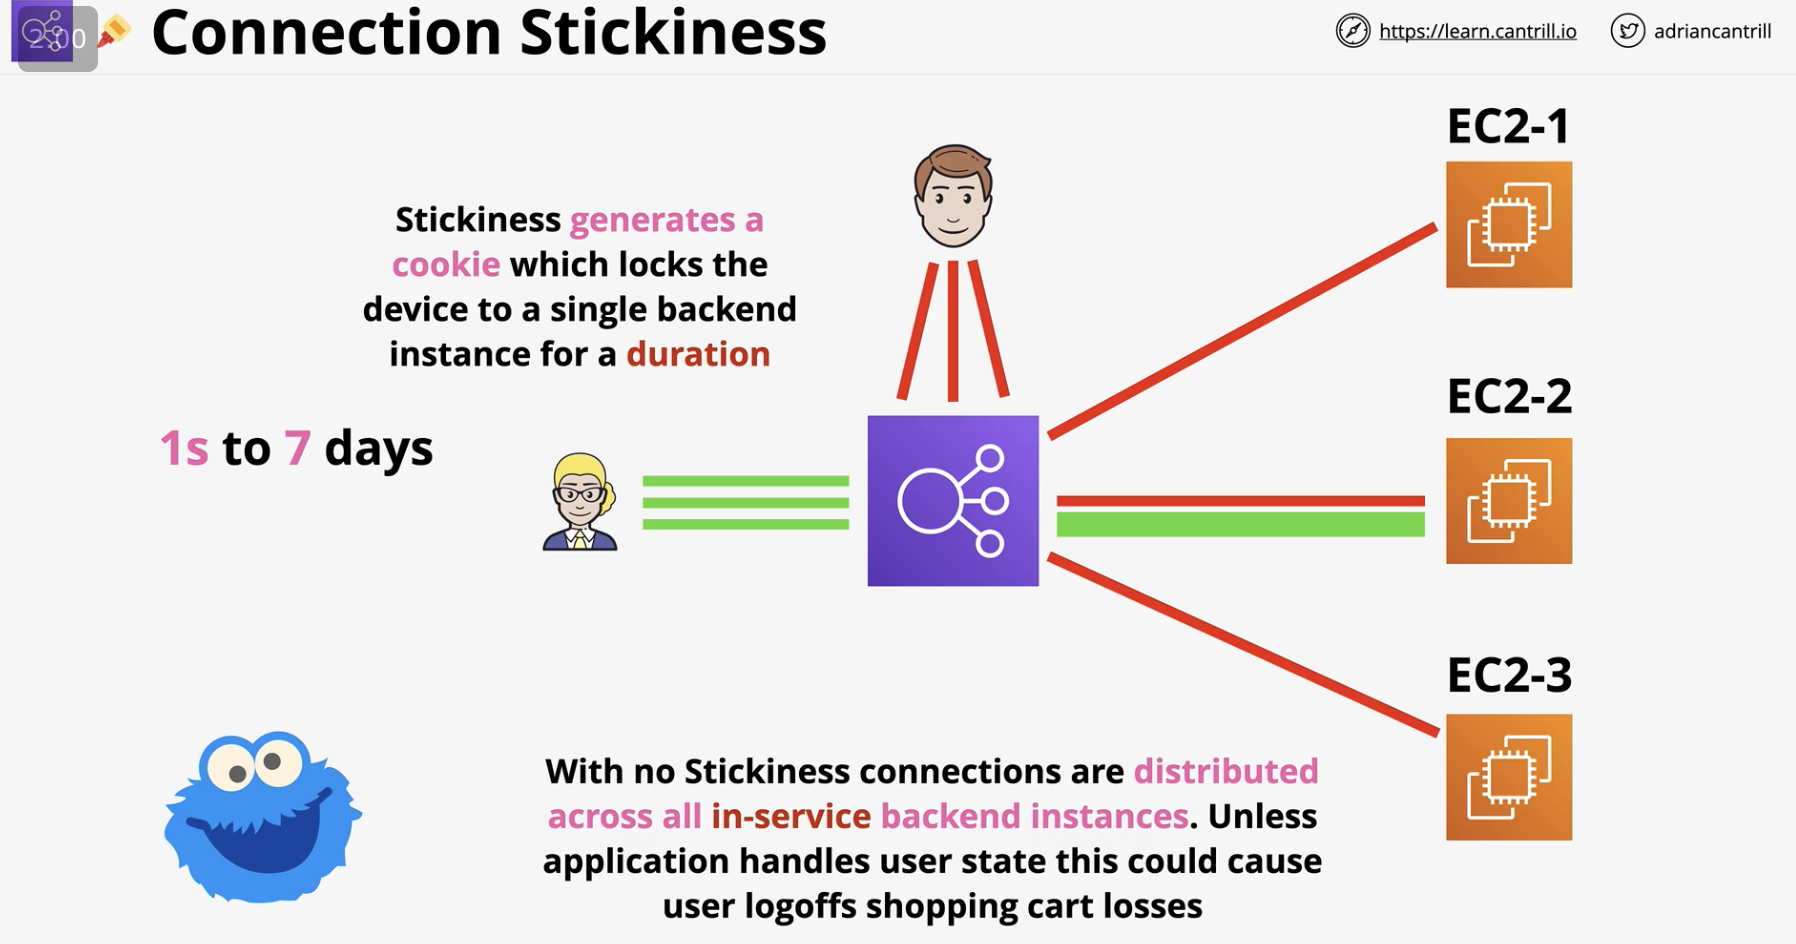 2:00
Connection Stickiness
https://learn.cantrill.io
adriancantrill
EC2-1
Stickiness generates a
cookie which locks the
device to a single backend
instance for a duration
EC2-2
1s to 7 days
EC2-3
With no Stickiness connections are distributed
across all in-service backend instances. Unless
application handles user state this could cause
user logoffs shopping cart losses